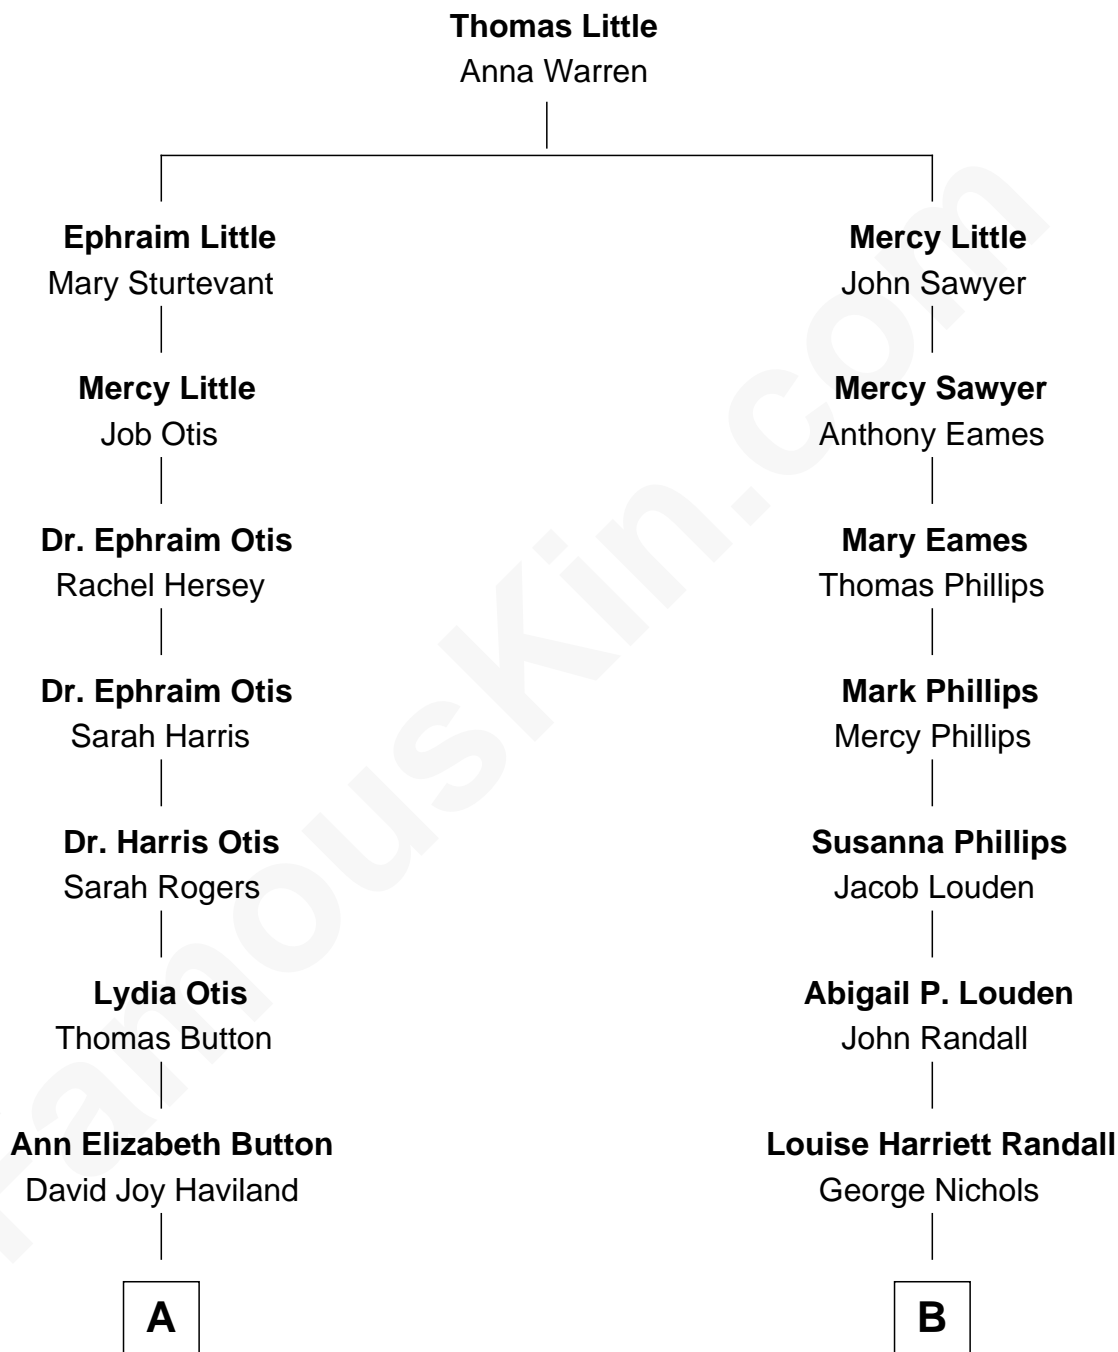 Thomas Little
Anna Warren
Ephraim Little
Mary Sturtevant
Mercy Little
John Sawyer
Mercy Little
Job Otis
Mercy Sawyer
Anthony Eames
Dr. Ephraim Otis
Rachel Hersey
Mary Eames
Thomas Phillips
Dr. Ephraim Otis
Sarah Harris
Mark Phillips
Mercy Phillips
Dr. Harris Otis
Sarah Rogers
Susanna Phillips
Jacob Louden
Lydia Otis
Thomas Button
Abigail P. Louden
John Randall
Ann Elizabeth Button
David Joy Haviland
Louise Harriett Randall
George Nichols
A
B
FamousKin.com